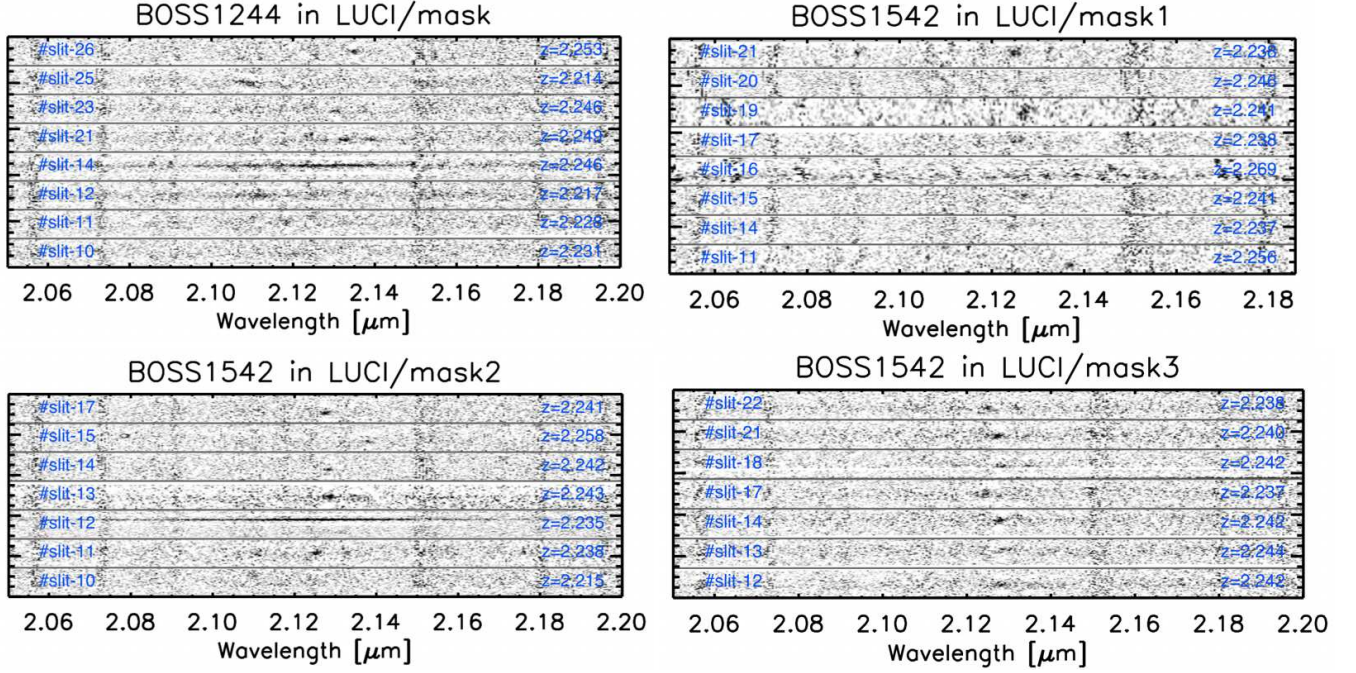 BOSS1244 in LUCI/mask
#slit-26 z=2.253
#slit-25 z=2.214
#slit-23 z=2.246
#slit-21 z=2.249
#slit-14 z=2.246
#slit-12 z=2.217
#slit-11 z=2.228
#slit-10 z=2.231
2.06 2.08 2.10 2.12 2.14 2.16 2.18 2.20
Wavelength [μm]
BOSS1542 in LUCI/mask1
#slit-21 z=2.236
#slit-20 z=2.246
#slit-19 z=2.241
#slit-17 z=2.238
#slit-16 z=2.269
#slit-15 z=2.241
#slit-14 z=2.237
#slit-11 z=2.256
2.06 2.08 2.10 2.12 2.14 2.16 2.18
Wavelength [μm]
BOSS1542 in LUCI/mask2
#slit-17 z=2.241
#slit-15 z=2.258
#slit-14 z=2.242
#slit-13 z=2.243
#slit-12 z=2.235
#slit-11 z=2.238
#slit-10 z=2.215
2.06 2.08 2.10 2.12 2.14 2.16 2.18 2.20
Wavelength [μm]
BOSS1542 in LUCI/mask3
#slit-22 z=2.238
#slit-21 z=2.240
#slit-18 z=2.242
#slit-17 z=2.237
#slit-14 z=2.242
#slit-13 z=2.244
#slit-12 z=2.242
2.06 2.08 2.10 2.12 2.14 2.16 2.18 2.20
Wavelength [μm]